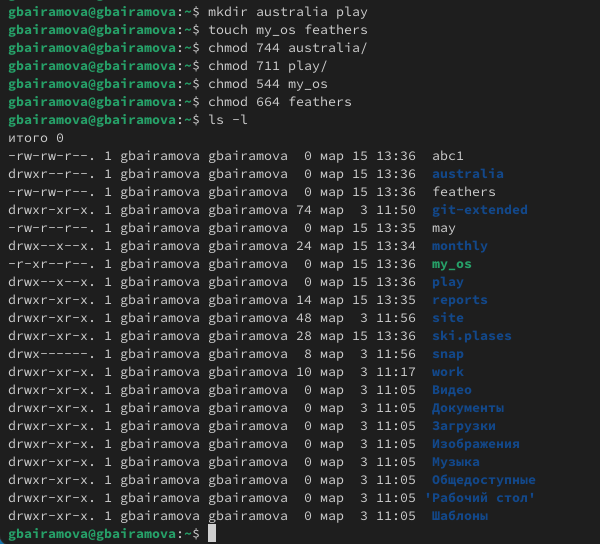 gbairamova@gbairamova:~$ mkdir australia play
gbairamova@gbairamova:~$ touch my_os feathers
gbairamova@gbairamova:~$ chmod 744 australia/
gbairamova@gbairamova:~$ chmod 711 play/
gbairamova@gbairamova:~$ chmod 544 my_os
gbairamova@gbairamova:~$ chmod 664 feathers
gbairamova@gbairamova:~$ ls -l
итого 0
-rw-rw-r--. 1 gbairamova gbairamova  0 мар 15 13:36  abc1
drwxr--r--. 1 gbairamova gbairamova  0 мар 15 13:36  australia
-rw-rw-r--. 1 gbairamova gbairamova  0 мар 15 13:36  feathers
drwxr-xr-x. 1 gbairamova gbairamova 74 мар  3 11:50  git-extended
-rw-r--r--. 1 gbairamova gbairamova  0 мар 15 13:35  may
drwx--x--x. 1 gbairamova gbairamova 24 мар 15 13:34  monthly
-r-xr--r--. 1 gbairamova gbairamova  0 мар 15 13:36  my_os
drwx--x--x. 1 gbairamova gbairamova  0 мар 15 13:36  play
drwxr-xr-x. 1 gbairamova gbairamova 14 мар 15 13:35  reports
drwxr-xr-x. 1 gbairamova gbairamova 48 мар  3 11:56  site
drwxr-xr-x. 1 gbairamova gbairamova 28 мар 15 13:36  ski.plases
drwx------. 1 gbairamova gbairamova  8 мар  3 11:56  snap
drwxr-xr-x. 1 gbairamova gbairamova 10 мар  3 11:17  work
drwxr-xr-x. 1 gbairamova gbairamova  0 мар  3 11:05  Видео
drwxr-xr-x. 1 gbairamova gbairamova  0 мар  3 11:05  Документы
drwxr-xr-x. 1 gbairamova gbairamova  0 мар  3 11:05  Загрузки
drwxr-xr-x. 1 gbairamova gbairamova  0 мар  3 11:05  Изображения
drwxr-xr-x. 1 gbairamova gbairamova  0 мар  3 11:05  Музыка
drwxr-xr-x. 1 gbairamova gbairamova  0 мар  3 11:05  Общедоступные
drwxr-xr-x. 1 gbairamova gbairamova  0 мар  3 11:05 'Рабочий стол'
drwxr-xr-x. 1 gbairamova gbairamova  0 мар  3 11:05  Шаблоны
gbairamova@gbairamova:~$